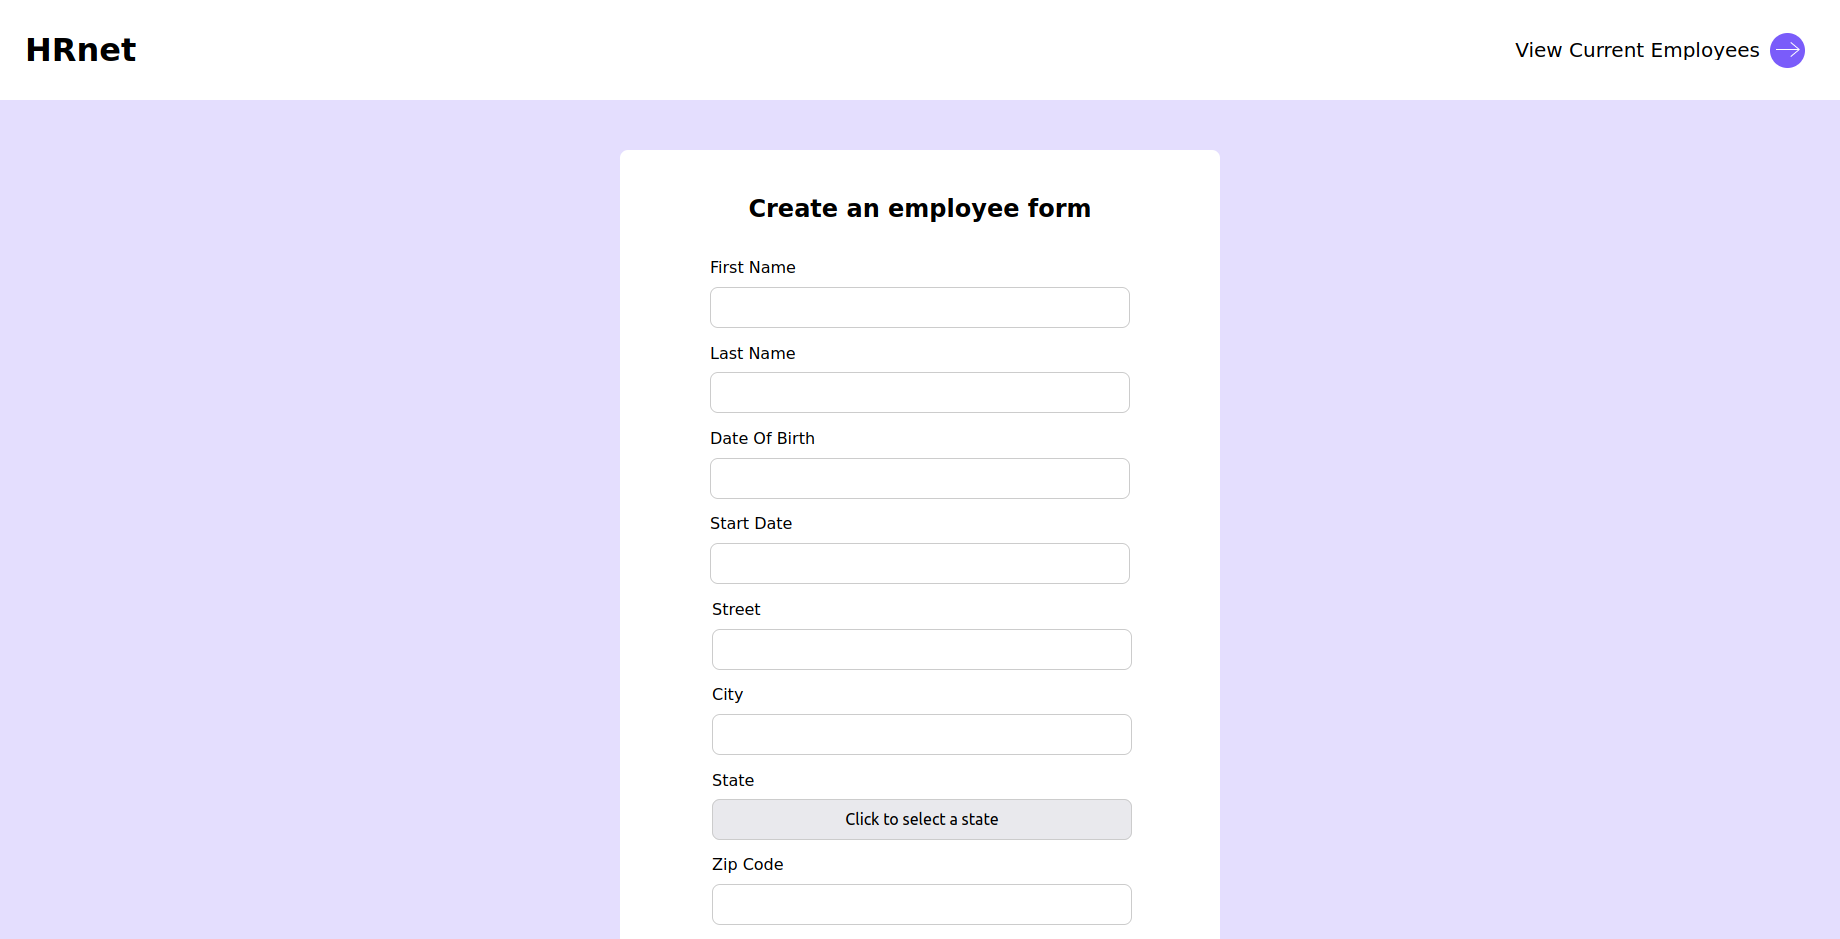 HRnet
View Current Employees
Create an employee form
First Name
Last Name
Date Of Birth
Start Date
Street
City
State
Click to select a state
Zip Code